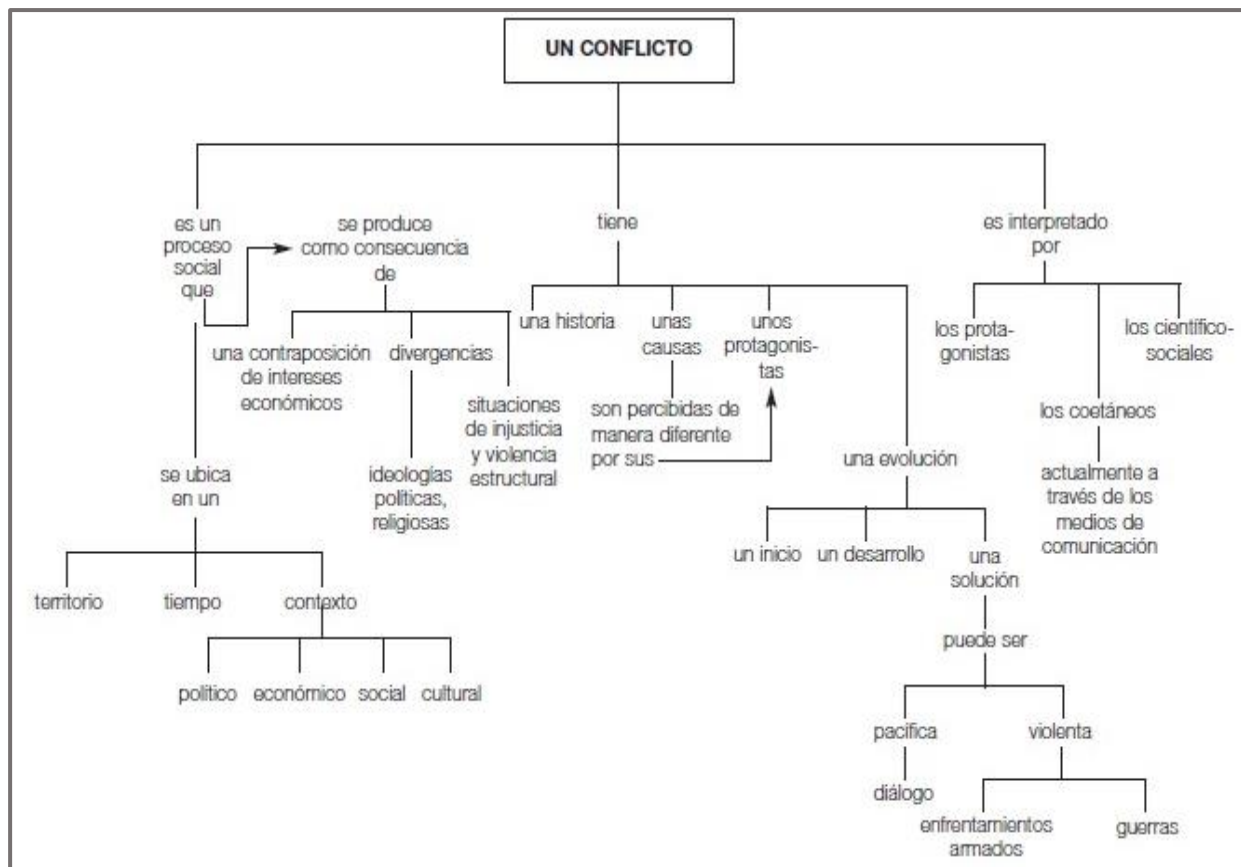 UN CONFLICTO
es un
proceso
social
que
se produce
como consecuencia
de
una contraposición
de intereses
económicos
divergencias
ideologías
políticas,
religiosas
situaciones
de injusticia
y violencia
estructural
se ubica
en un
territorio
tiempo
contexto
político
económico
social
cultural
tiene
una historia
unas
causas
son percibidas de
manera diferente
por sus
unos
protagonis-
tas
una evolución
un inicio
un desarrollo
una
solución
puede ser
pacífica
diálogo
violenta
enfrentamientos
armados
guerras
es interpretado
por
los prota-
gonistas
los coetáneos
actualmente a
través de los
medios de
comunicación
los científico-
sociales